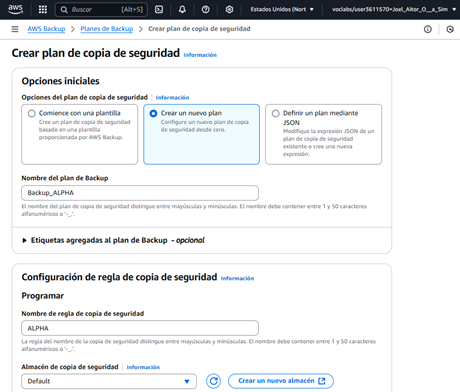 aws
Buscar [Alt+S]
Estados Unidos (Nort
voclabs/user3611570=Joel_Aitor_O__a_Sim
AWS Backup > Planes de Backup > Crear plan de copia de seguridad
Crear plan de copia de seguridad Información
Opciones iniciales
Opciones del plan de copia de seguridad | Información
Comience con una plantilla
Cree un plan de copia de seguridad
basado en una plantilla
proporcionada por AWS Backup.
Crear un nuevo plan
Configure un nuevo plan de copia
de seguridad desde cero.
Definir un plan mediante
JSON
Modifique la expresión JSON de un
plan de copia de seguridad
existente o cree una nueva
expresión.
Nombre del plan de Backup
Backup_ALPHA
El nombre del plan de copia de seguridad distingue entre mayúsculas y minúsculas. El nombre debe contener entre 1 y 50 caracteres
alfanuméricos o '-_.'.
Etiquetas agregadas al plan de Backup - opcional
Configuración de regla de copia de seguridad Información
Programar
Nombre de regla de copia de seguridad
ALPHA
La regla del nombre de la copia de seguridad distingue entre mayúsculas y minúsculas. El nombre debe contener entre 1 y 50 caracteres
alfanuméricos o '-_.'.
Almacén de copia de seguridad | Información
Default
Crear un nuevo almacén